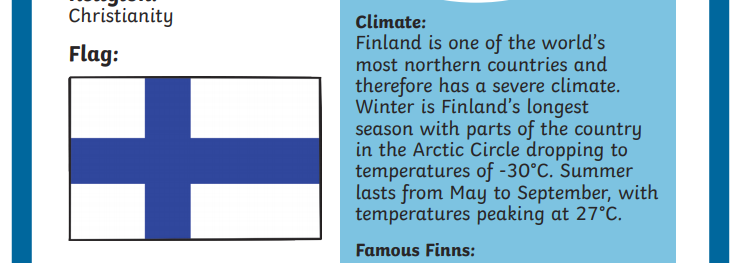 Christianity
Flag:
Climate:
Finland is one of the world's
most northern countries and
therefore has a severe climate.
Winter is Finland's longest
season with parts of the country
in the Arctic Circle dropping to
temperatures of -30°C. Summer
lasts from May to September, with
temperatures peaking at 27°C.
Famous Finns: